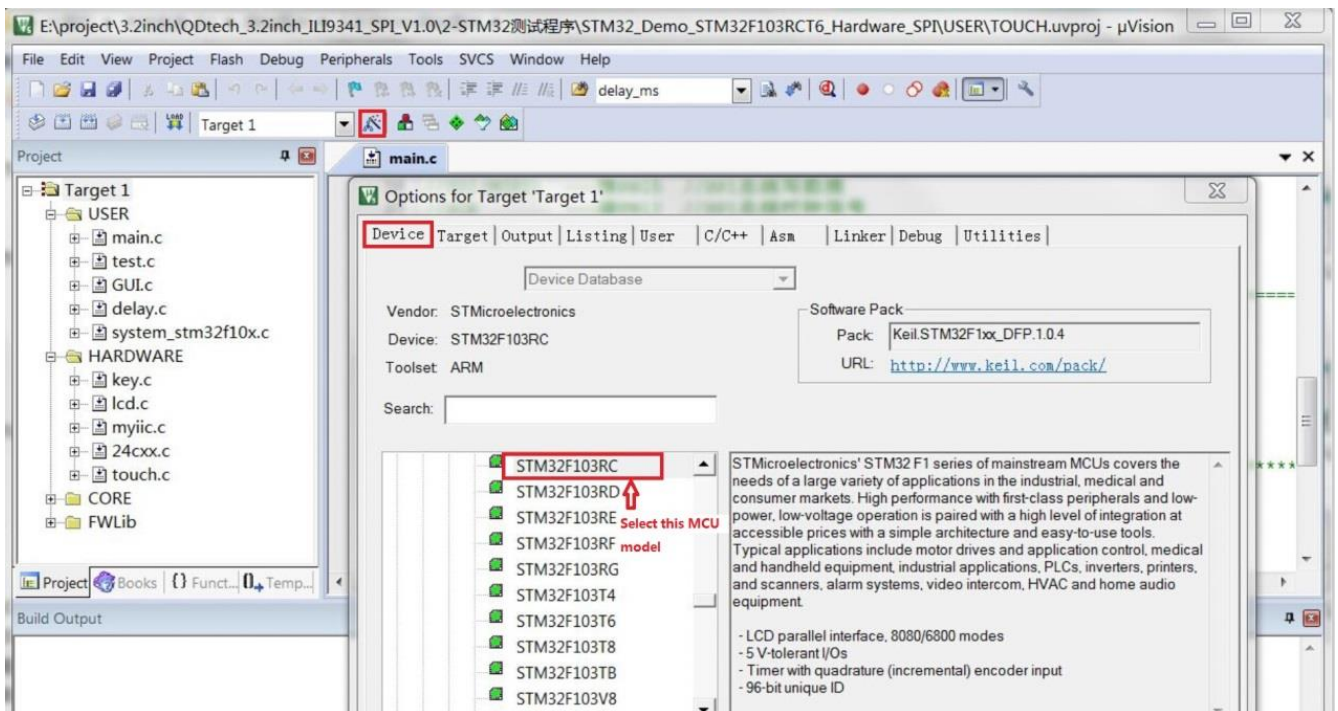 E:\project\3.2inch\QDtech_3.2inch_ILI9341_SPI_V1.0\2-STM32测试程序\STM32_Demo_STM32F103RCT6_Hardware_SPI\USER\TOUCH.uvproj - µVision
File Edit View Project Flash Debug Peripherals Tools SVCS Window Help
delay_ms
LOAD Target 1
Project
main.c
Target 1
USER
main.c
test.c
GUI.c
delay.c
system_stm32f10x.c
HARDWARE
key.c
lcd.c
myiic.c
24cxx.c
touch.c
CORE
FWLib
Project Books {} Funct... Temp...
Build Output
Options for Target 'Target 1'
Device Target Output Listing User C/C++ Asm Linker Debug Utilities
Device Database
Vendor: STMicroelectronics
Device: STM32F103RC
Toolset: ARM
Search:
Software Pack
Pack: Keil.STM32F1xx_DFP.1.0.4
URL: http://www.keil.com/pack/
STM32F103RC
STM32F103RD
STM32F103RE
STM32F103RF
STM32F103RG
STM32F103T4
STM32F103T6
STM32F103T8
STM32F103TB
STM32F103V8
Select this MCU
model
STMicroelectronics' STM32 F1 series of mainstream MCUs covers the
needs of a large variety of applications in the industrial, medical and
consumer markets. High performance with first-class peripherals and low-
power, low-voltage operation is paired with a high level of integration at
accessible prices with a simple architecture and easy-to-use tools.
Typical applications include motor drives and application control, medical
and handheld equipment, industrial applications, PLCs, inverters, printers,
and scanners, alarm systems, video intercom, HVAC and home audio
equipment.
- LCD parallel interface, 8080/6800 modes
- 5 V-tolerant I/Os
- Timer with quadrature (incremental) encoder input
- 96-bit unique ID
====
****